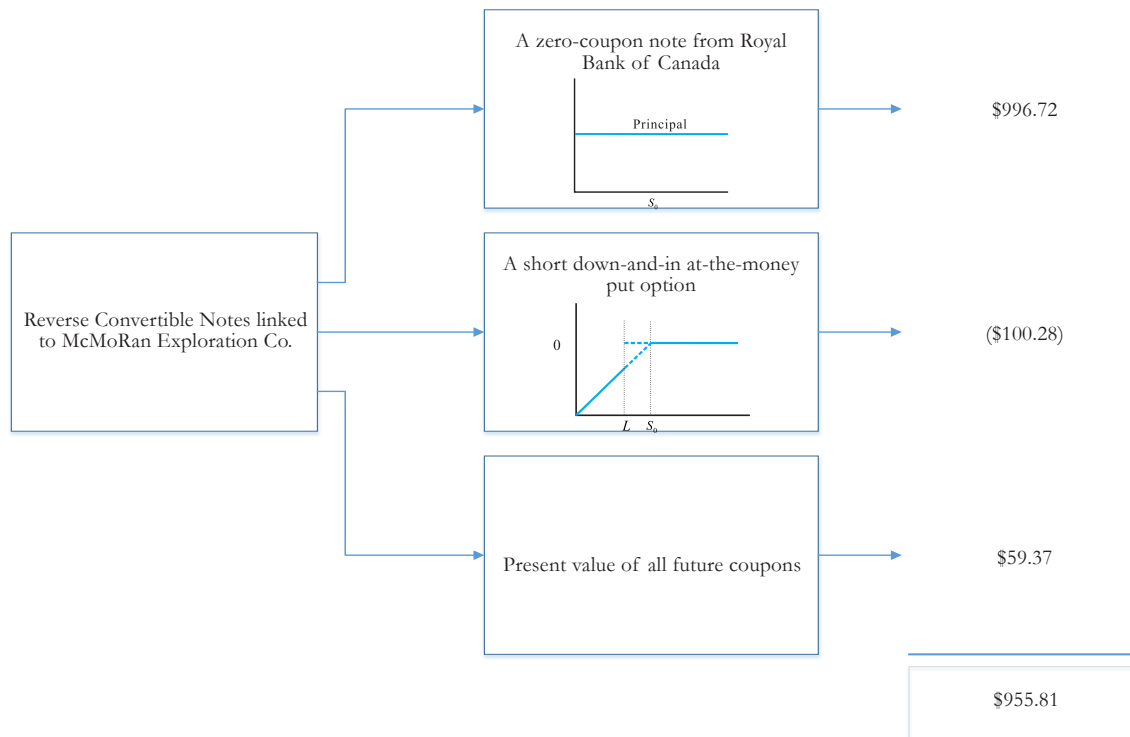 A zero-coupon note from Royal
Bank of Canada
Principal
S₀
$996.72
Reverse Convertible Notes linked
to McMoRan Exploration Co.
A short down-and-in at-the-money
put option
0
L S₀
($100.28)
Present value of all future coupons
$59.37
$955.81